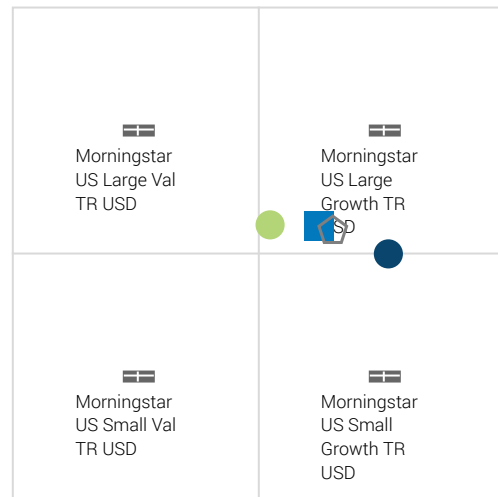 Morningstar
US Large Val
TR USD
Morningstar
US Large
Growth TR
USD
Morningstar
US Small Val
TR USD
Morningstar
US Small
Growth TR
USD